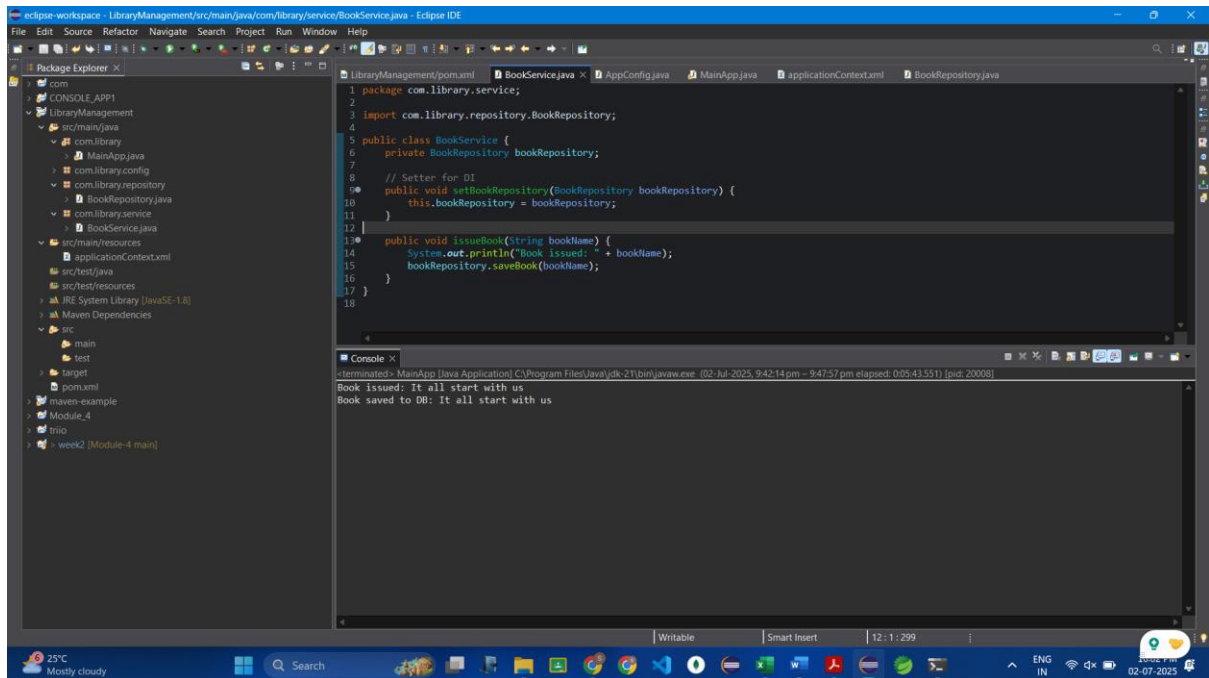 eclipse-workspace - LibraryManagement/src/main/java/com/library/service/BookService.java - Eclipse IDE
File Edit Source Refactor Navigate Search Project Run Window Help
Package Explorer
com
CONSOLE_APP1
LibraryManagement
src/main/java
com.library
MainApp.java
com.library.config
com.library.repository
BookRepository.java
com.library.service
BookService.java
src/main/resources
applicationContext.xml
src/test/java
src/test/resources
JRE System Library [JavaSE-1.8]
Maven Dependencies
src
main
test
target
pom.xml
maven-example
Module_4
triio
week2 [Module-4 main]
LibraryManagement/pom.xml BookService.java AppConfig.java MainApp.java applicationContext.xml BookRepository.java
1 package com.library.service;
2
3 import com.library.repository.BookRepository;
4
5 public class BookService {
6 private BookRepository bookRepository;
7
8 // Setter for DI
9 public void setBookRepository(BookRepository bookRepository) {
10 this.bookRepository = bookRepository;
11 }
12
13 public void issueBook(String bookName) {
14 System.out.println("Book issued: " + bookName);
15 bookRepository.saveBook(bookName);
16 }
17 }
18
Console
<terminated> MainApp [Java Application] C:\Program Files\Java\jdk-21\bin\javaw.exe (02-Jul-2025, 9:42:14 pm – 9:47:57 pm elapsed: 0:05:43.551) [pid: 20008]
Book issued: It all start with us
Book saved to DB: It all start with us
Writable Smart Insert 12 : 1 : 299
6
25°C
Mostly cloudy
Search
ENG
IN
02-07-2025